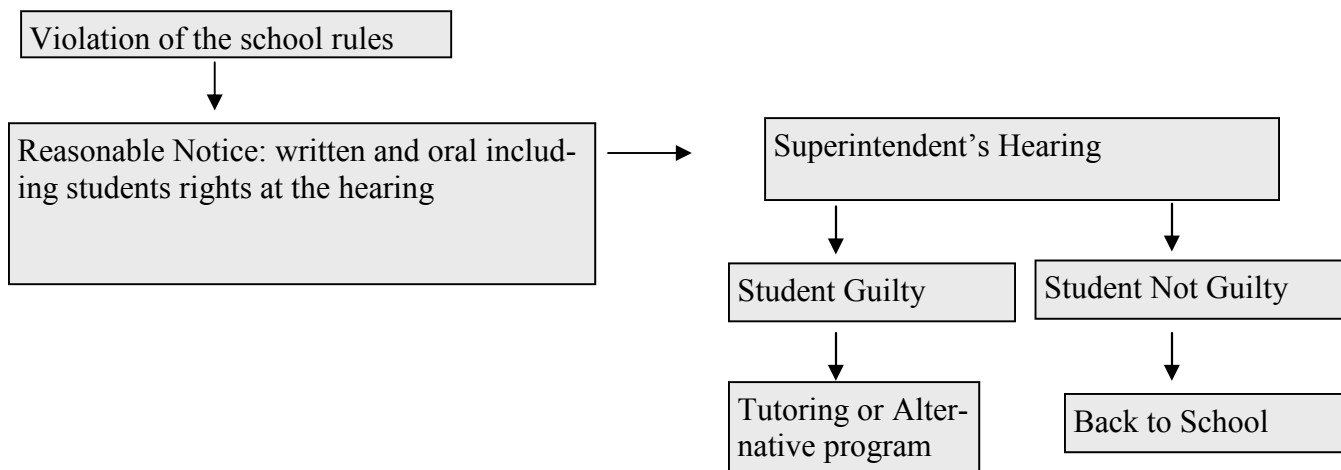 Violation of the school rules
Reasonable Notice: written and oral includ-
ing students rights at the hearing
Superintendent’s Hearing
Student Guilty
Student Not Guilty
Tutoring or Alter-
native program
Back to School